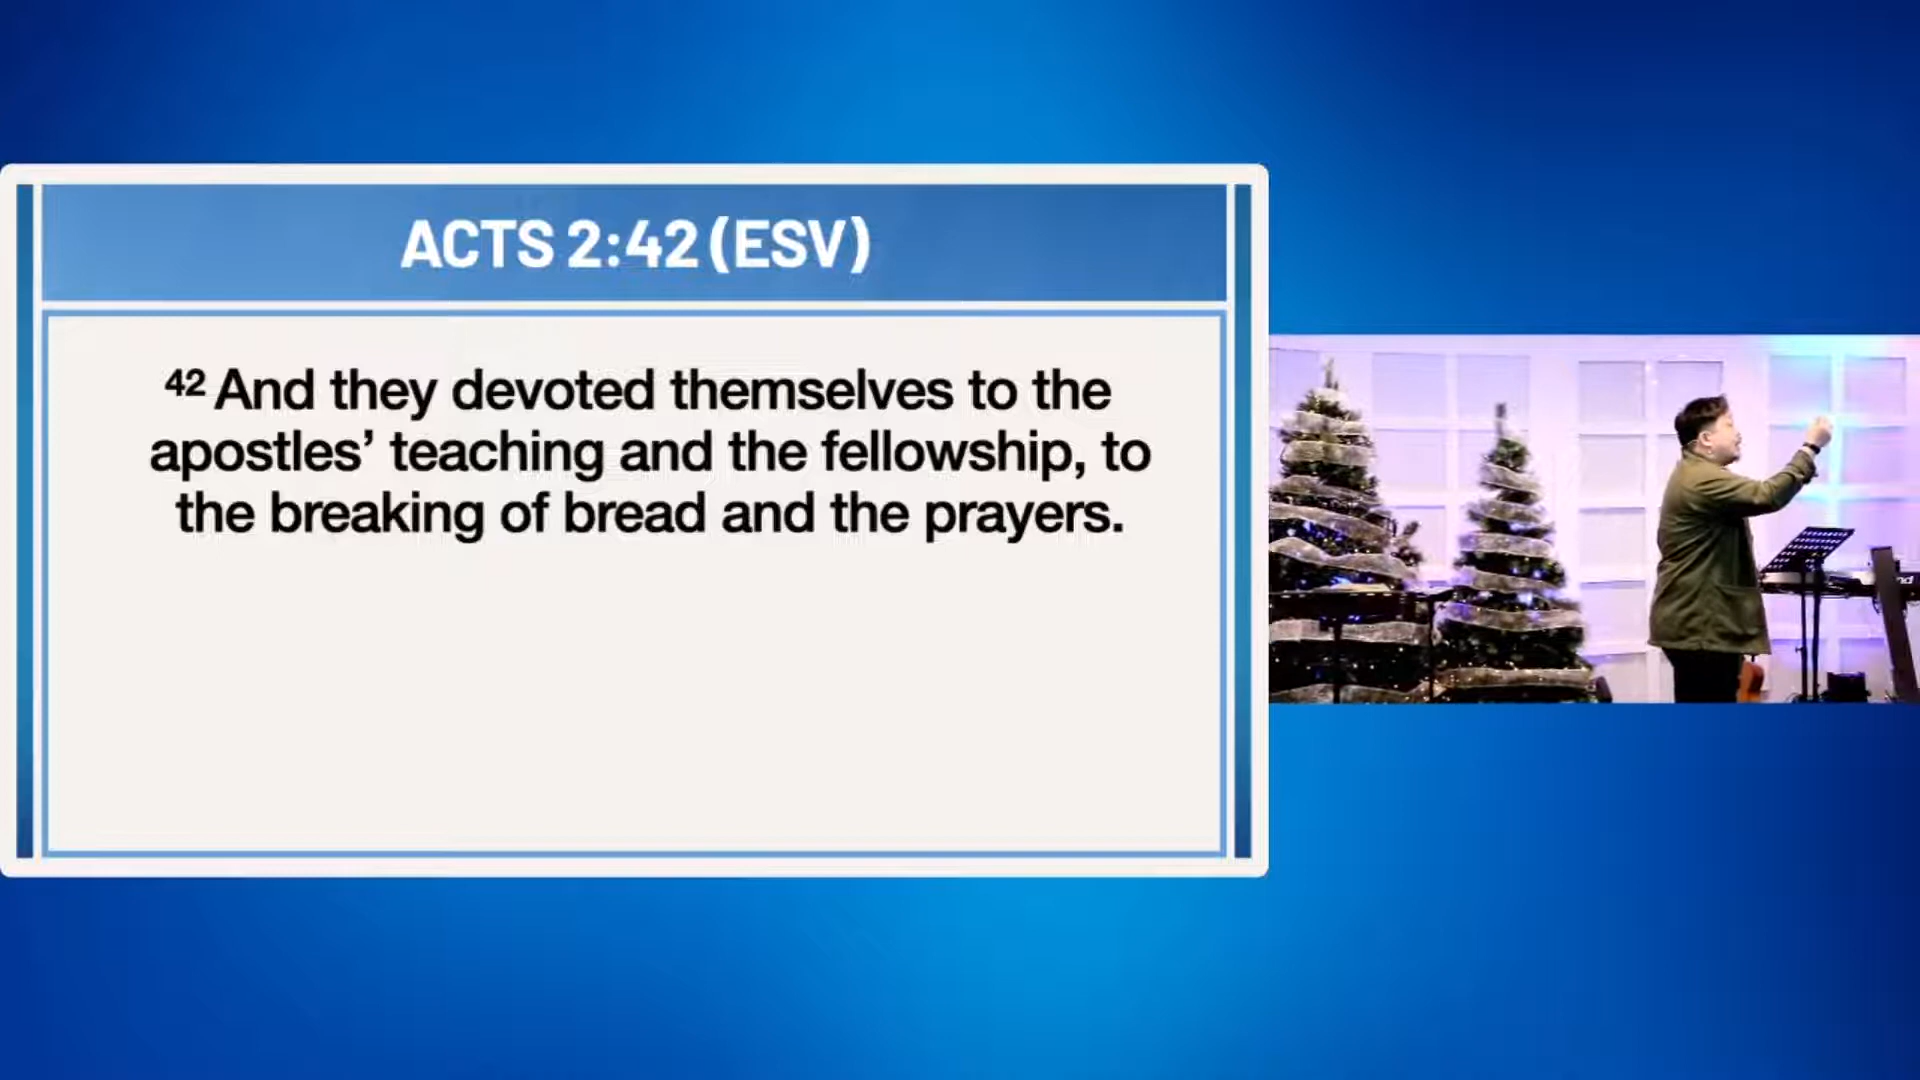 ACTS 2:42 (ESV)
42 And they devoted themselves to the
apostles’ teaching and the fellowship, to
the breaking of bread and the prayers.